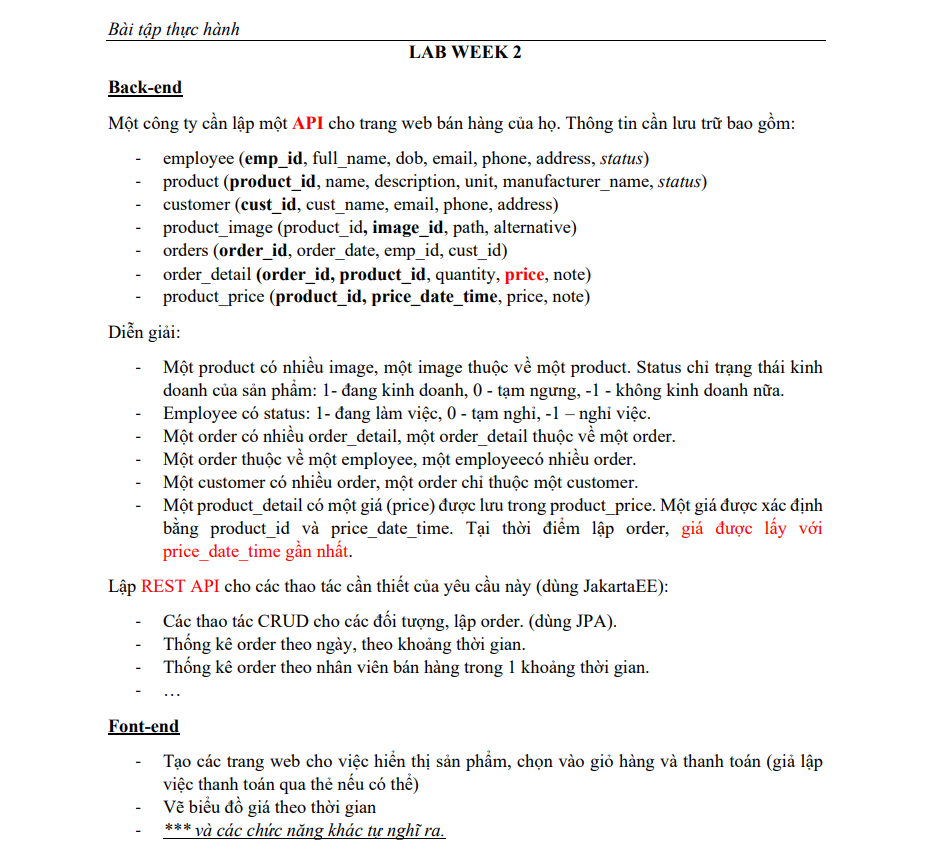 Bài tập thực hành
LAB WEEK 2
Back-end
Một công ty cần lập một API cho trang web bán hàng của họ. Thông tin cần lưu trữ bao gồm:
- employee (emp_id, full_name, dob, email, phone, address, status)
- product (product_id, name, description, unit, manufacturer_name, status)
- customer (cust_id, cust_name, email, phone, address)
- product_image (product_id, image_id, path, alternative)
- orders (order_id, order_date, emp_id, cust_id)
- order_detail (order_id, product_id, quantity, price, note)
- product_price (product_id, price_date_time, price, note)
Diễn giải:
- Một product có nhiều image, một image thuộc về một product. Status chỉ trạng thái kinh
doanh của sản phẩm: 1- đang kinh doanh, 0 - tạm ngưng, -1 - không kinh doanh nữa.
- Employee có status: 1- đang làm việc, 0 - tạm nghỉ, -1 – nghỉ việc.
- Một order có nhiều order_detail, một order_detail thuộc về một order.
- Một order thuộc về một employee, một employeecó nhiều order.
- Một customer có nhiều order, một order chỉ thuộc một customer.
- Một product_detail có một giá (price) được lưu trong product_price. Một giá được xác định
bằng product_id và price_date_time. Tại thời điểm lập order, giá được lấy với
price_date_time gần nhất.
Lập REST API cho các thao tác cần thiết của yêu cầu này (dùng JakartaEE):
- Các thao tác CRUD cho các đối tượng, lập order. (dùng JPA).
- Thống kê order theo ngày, theo khoảng thời gian.
- Thống kê order theo nhân viên bán hàng trong 1 khoảng thời gian.
- …
Font-end
- Tạo các trang web cho việc hiển thị sản phẩm, chọn vào giỏ hàng và thanh toán (giả lập
việc thanh toán qua thẻ nếu có thể)
- Vẽ biểu đồ giá theo thời gian
- *** và các chức năng khác tự nghĩ ra.